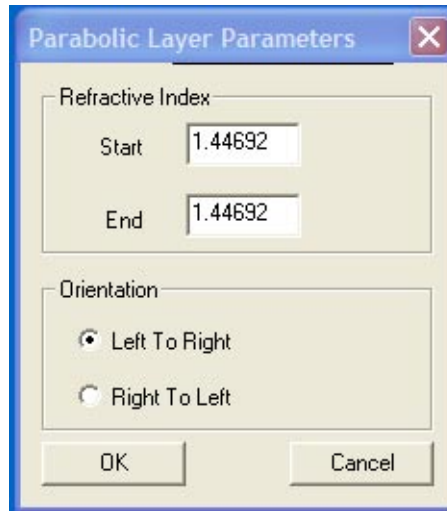 Parabolic Layer Parameters
Refractive Index
Start 1.44692
End 1.44692
Orientation
Left To Right
Right To Left
OK Cancel